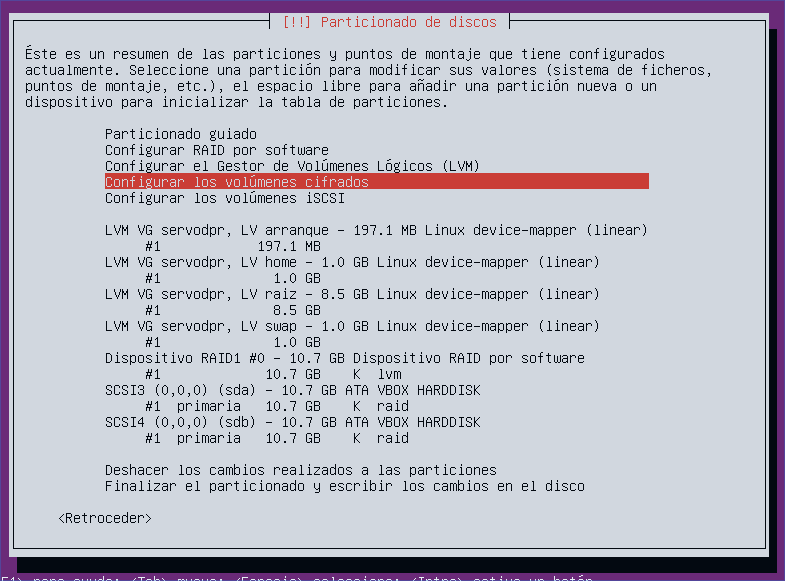 [!!] Particionado de discos
Éste es un resumen de las particiones y puntos de montaje que tiene configurados
actualmente. Seleccione una partición para modificar sus valores (sistema de ficheros,
puntos de montaje, etc.), el espacio libre para añadir una partición nueva o un
dispositivo para inicializar la tabla de particiones.
Particionado guiado
Configurar RAID por software
Configurar el Gestor de Volúmenes Lógicos (LVM)
Configurar los volúmenes cifrados
Configurar los volúmenes iSCSI
LVM VG servodpr, LV arranque - 197.1 MB Linux device-mapper (linear)
#1 197.1 MB
LVM VG servodpr, LV home - 1.0 GB Linux device-mapper (linear)
#1 1.0 GB
LVM VG servodpr, LV raiz - 8.5 GB Linux device-mapper (linear)
#1 8.5 GB
LVM VG servodpr, LV swap - 1.0 GB Linux device-mapper (linear)
#1 1.0 GB
Dispositivo RAID1 #0 - 10.7 GB Dispositivo RAID por software
#1 10.7 GB K lvm
SCSI3 (0,0,0) (sda) - 10.7 GB ATA VBOX HARDDISK
#1 primaria 10.7 GB K raid
SCSI4 (0,0,0) (sdb) - 10.7 GB ATA VBOX HARDDISK
#1 primaria 10.7 GB K raid
Deshacer los cambios realizados a las particiones
Finalizar el particionado y escribir los cambios en el disco
<Retroceder>